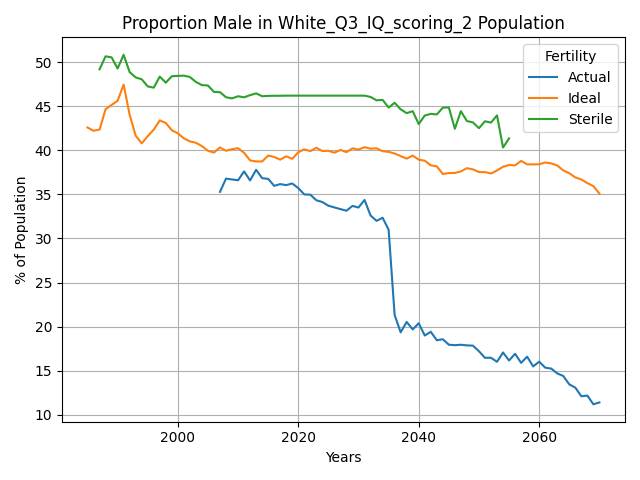 Proportion Male in White_Q3_IQ_scoring_2 Population
Fertility
Actual
Ideal
Sterile
% of Population
50
45
40
35
30
25
20
15
10
2000
2020
2040
2060
Years